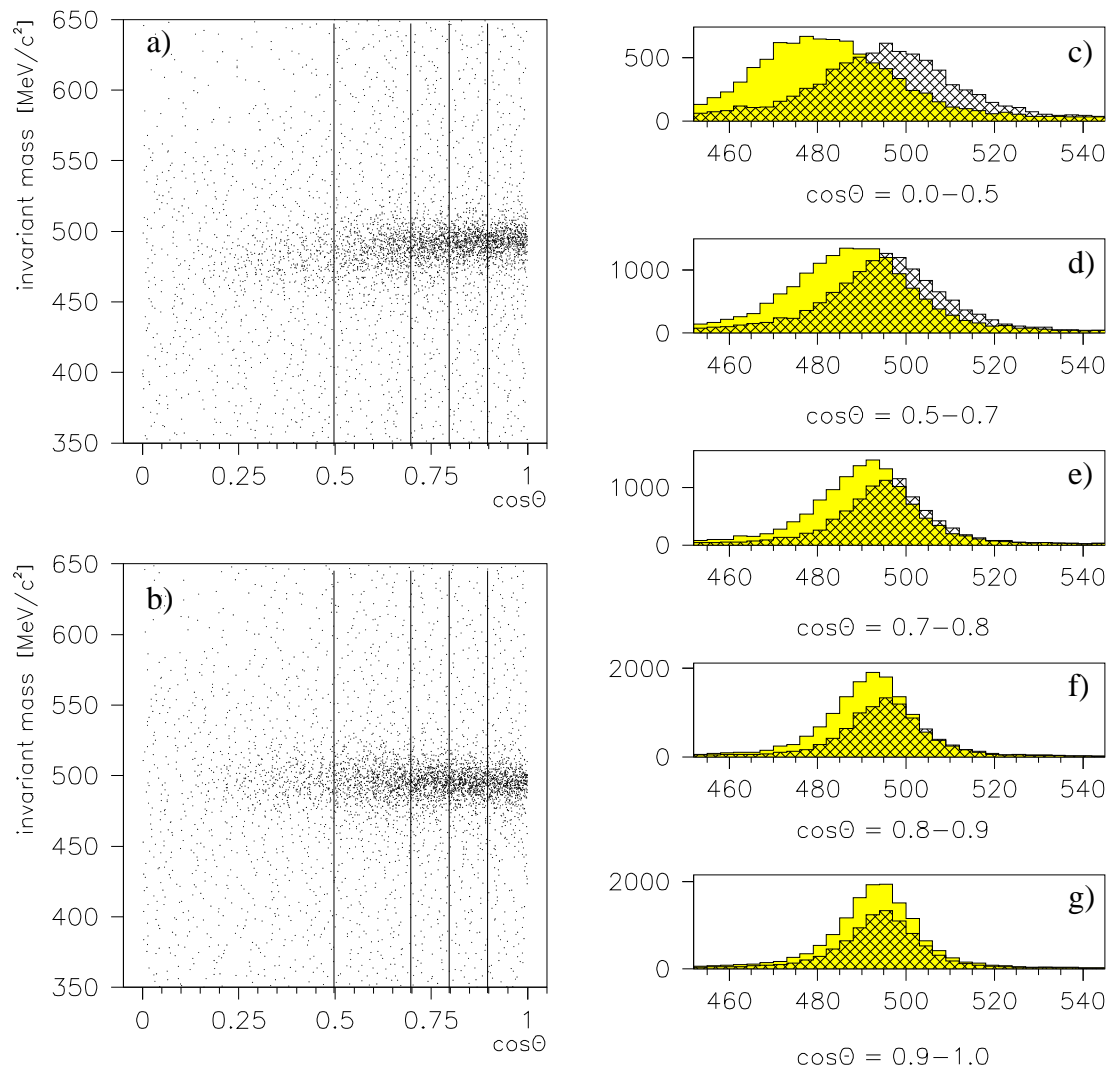 a)
invariant mass [MeV/c²]
650
600
550
500
450
400
350
0 0.25 0.5 0.75 1
cosΘ
b)
invariant mass [MeV/c²]
650
600
550
500
450
400
350
0 0.25 0.5 0.75 1
cosΘ
c)
500
0
460 480 500 520 540
cosΘ = 0.0−0.5
d)
1000
0
460 480 500 520 540
cosΘ = 0.5−0.7
e)
1000
0
460 480 500 520 540
cosΘ = 0.7−0.8
f)
2000
0
460 480 500 520 540
cosΘ = 0.8−0.9
g)
2000
0
460 480 500 520 540
cosΘ = 0.9−1.0